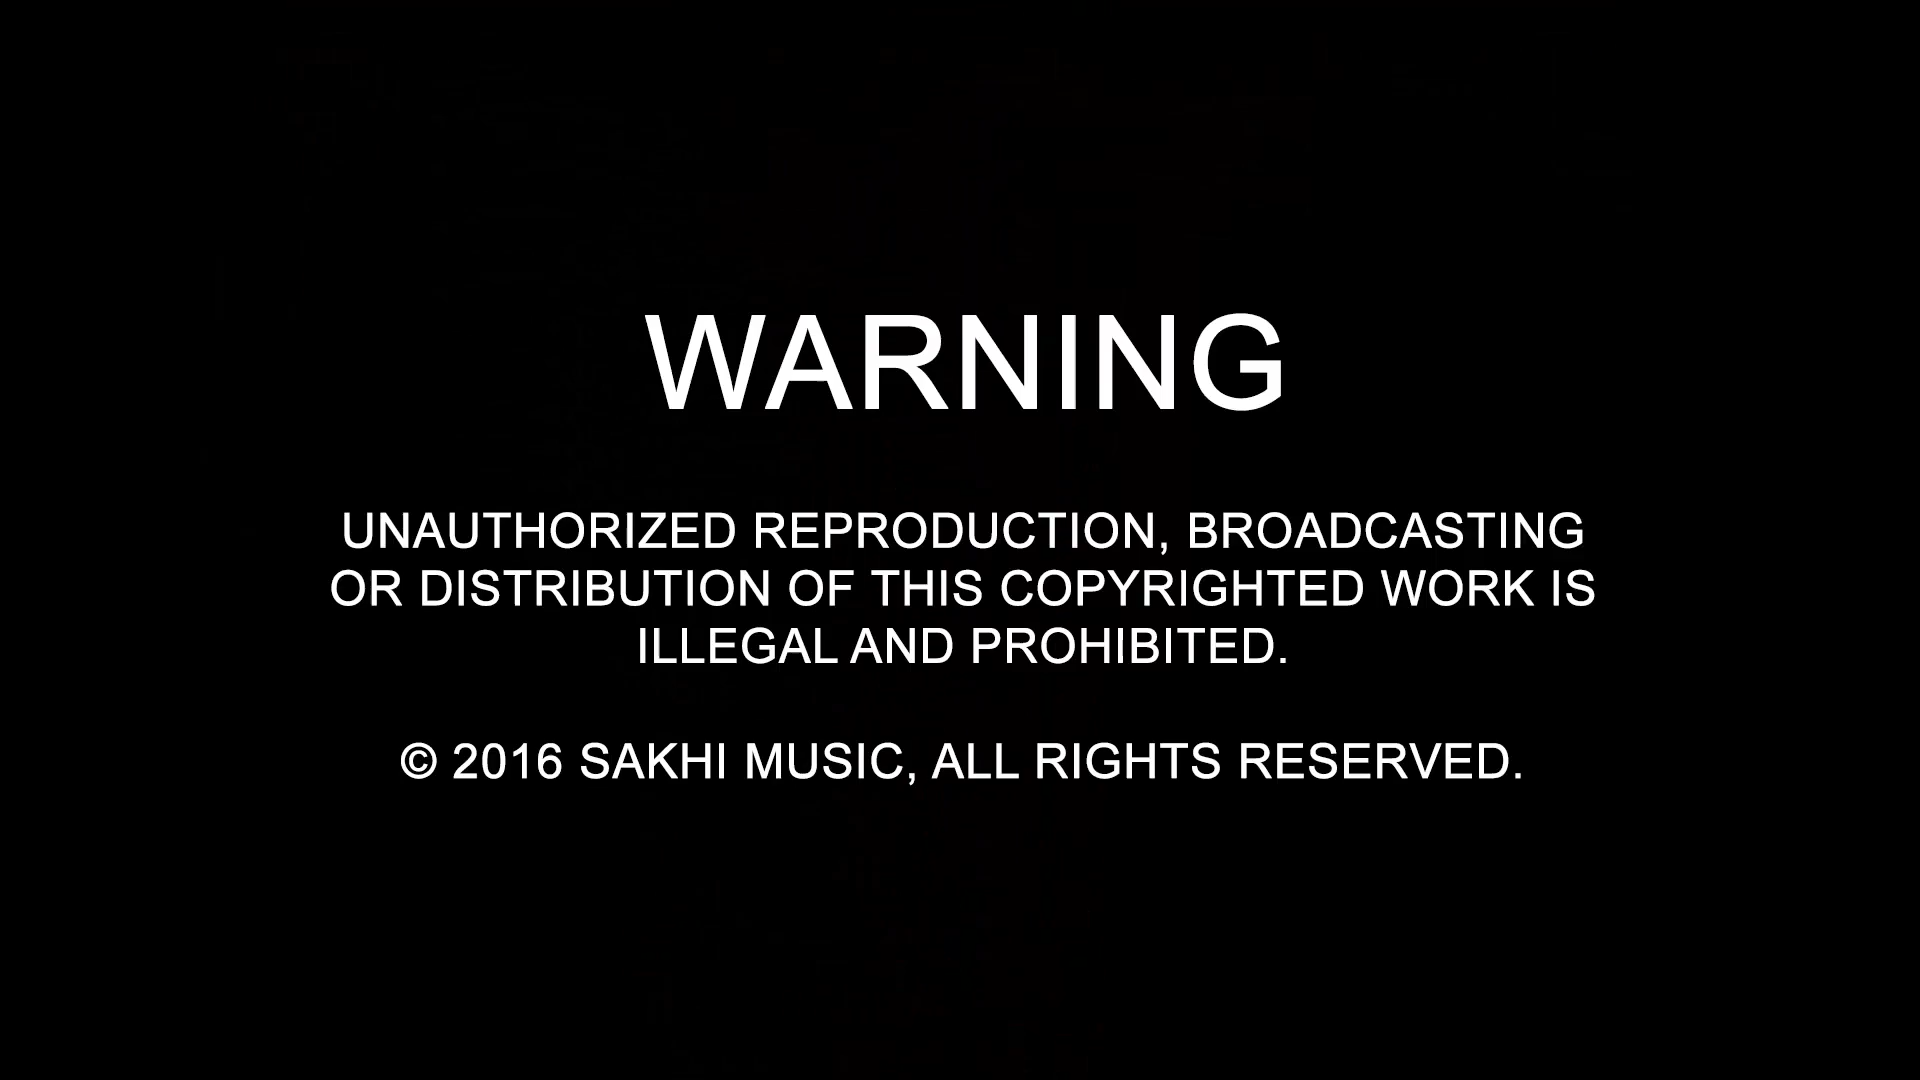 WARNING
UNAUTHORIZED REPRODUCTION, BROADCASTING
OR DISTRIBUTION OF THIS COPYRIGHTED WORK IS
ILLEGAL AND PROHIBITED.
© 2016 SAKHI MUSIC, ALL RIGHTS RESERVED.